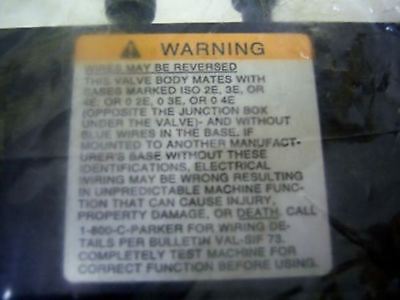 WARNING
WIRES MAY BE REVERSED
THIS VALVE BODY MATES WITH
BASES MARKED ISO 2E, 3E, OR
4E, OR 0 2E, 0 3E, OR 0 4E
(OPPOSITE THE JUNCTION BOX
UNDER THE VALVE)- AND WITHOUT
BLUE WIRES IN THE BASE. IF
MOUNTED TO ANOTHER MANUFACT-
URER'S BASE WITHOUT THESE
IDENTIFICATIONS, ELECTRICAL
WIRING MAY BE WRONG RESULTING
IN UNPREDICTABLE MACHINE FUNC-
TION THAT CAN CAUSE INJURY,
PROPERTY DAMAGE, OR DEATH. CALL
1-800-C-PARKER FOR WIRING DE-
TAILS PER BULLETIN VAL-SIF 73.
COMPLETELY TEST MACHINE FOR
CORRECT FUNCTION BEFORE USING.